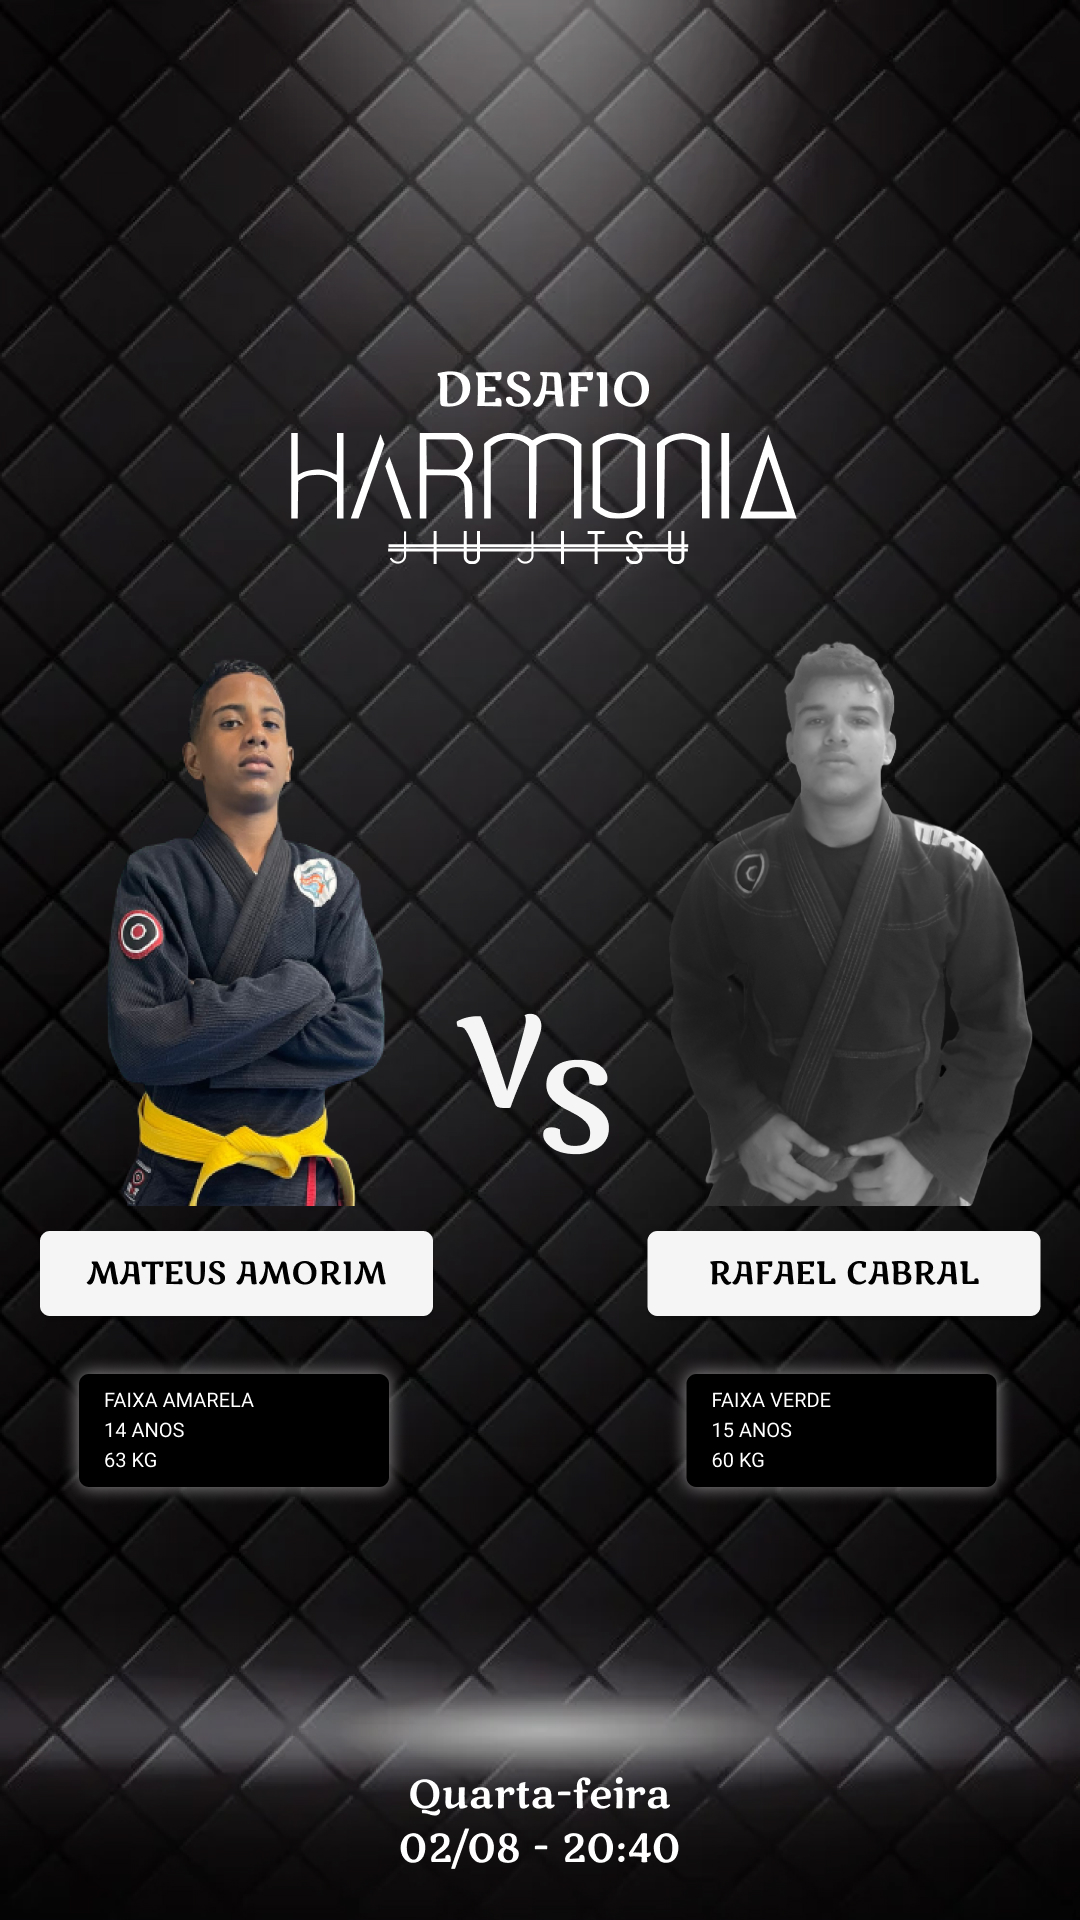 DESAFIO
HARMONIA
JIU JITSU
MXA
VS
MATEUS AMORIM
RAFAEL CABRAL
FAIXA AMARELA
14 ANOS
63 KG
FAIXA VERDE
15 ANOS
60 KG
Quarta-feira
02/08 - 20:40